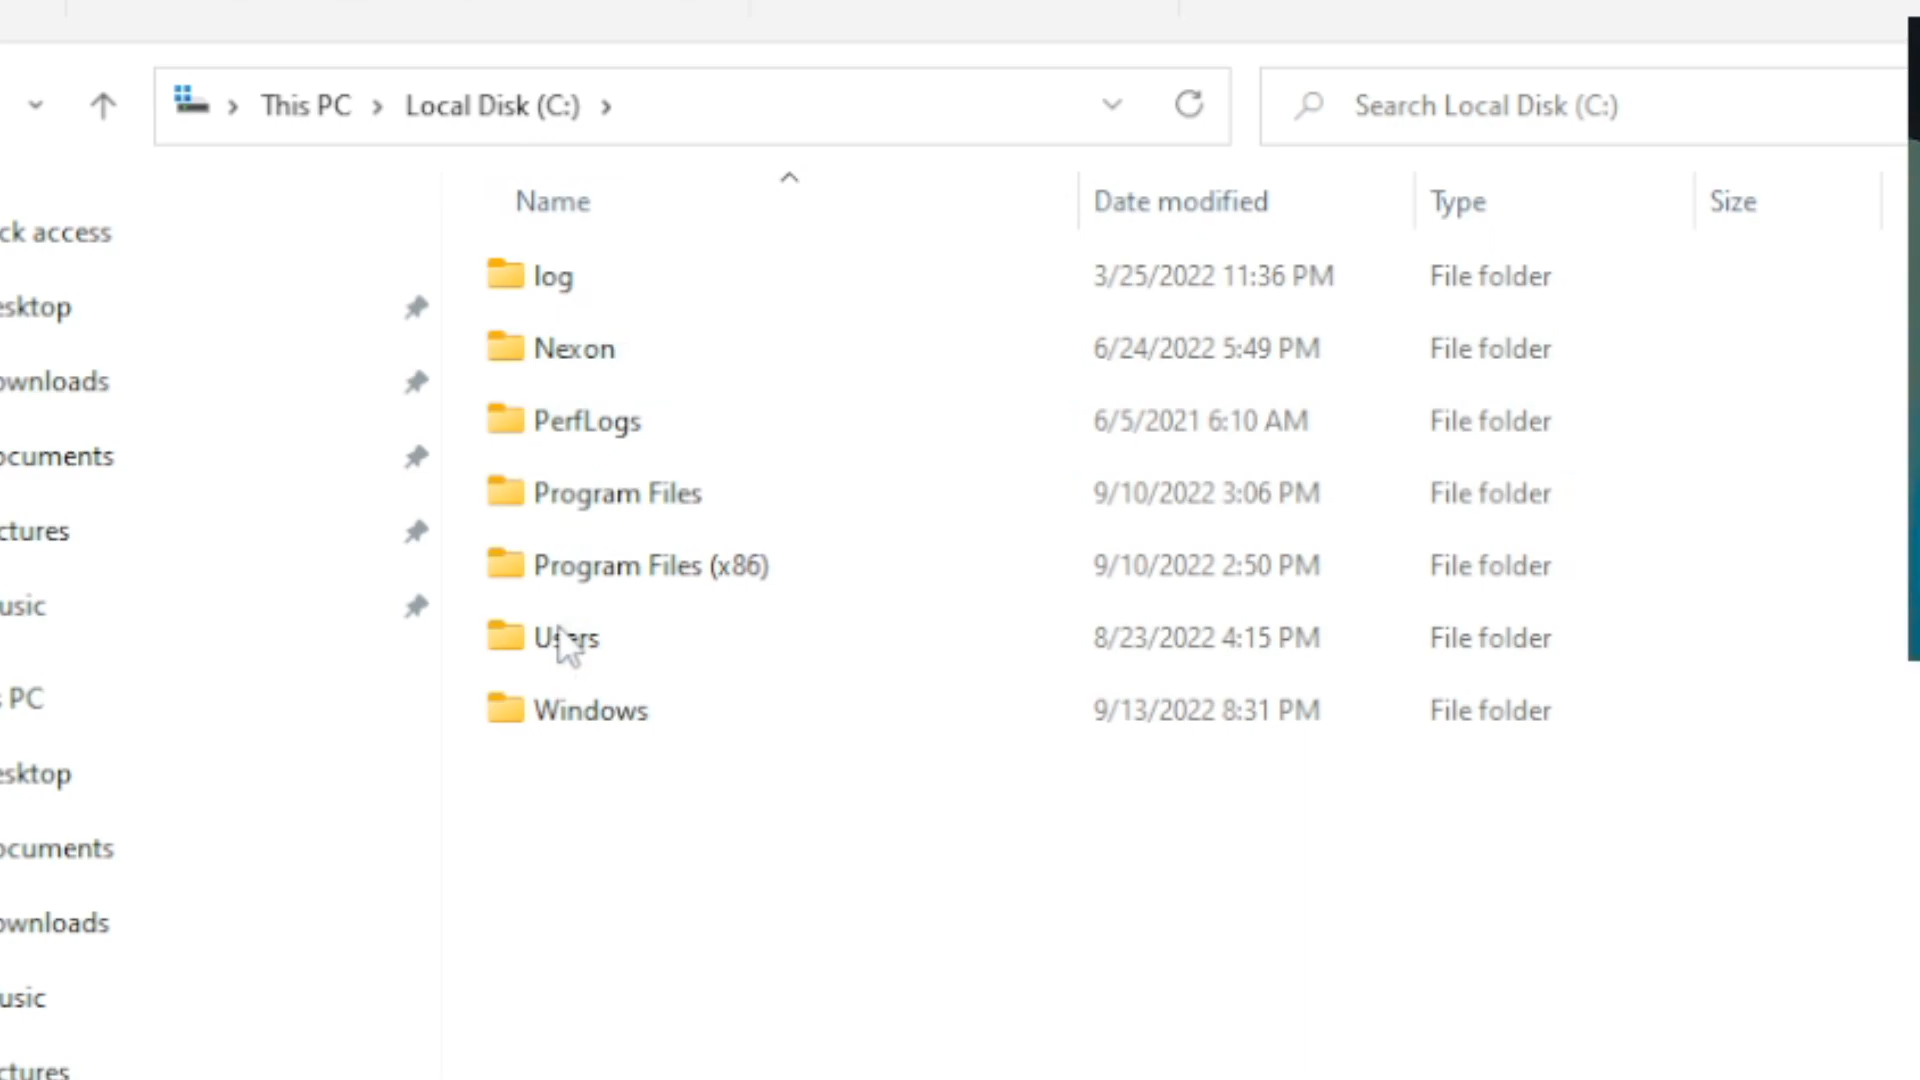 This PC > Local Disk (C:) >
Search Local Disk (C:)
Name Date modified Type Size
ck access
esktop
ownloads
ocuments
ctures
usic
s PC
esktop
ocuments
ownloads
usic
ctures
log 3/25/2022 11:36 PM File folder
Nexon 6/24/2022 5:49 PM File folder
PerfLogs 6/5/2021 6:10 AM File folder
Program Files 9/10/2022 3:06 PM File folder
Program Files (x86) 9/10/2022 2:50 PM File folder
Users 8/23/2022 4:15 PM File folder
Windows 9/13/2022 8:31 PM File folder